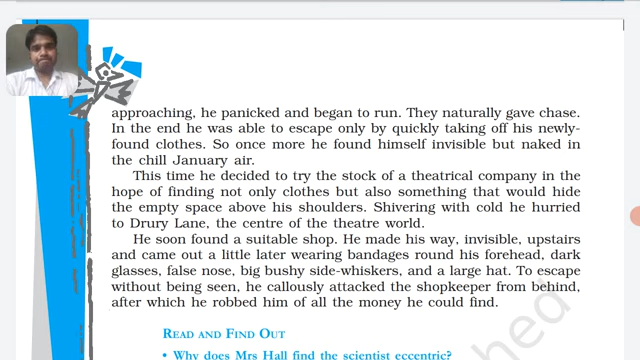 approaching, he panicked and began to run. They naturally gave chase.
In the end he was able to escape only by quickly taking off his newly-
found clothes. So once more he found himself invisible but naked in
the chill January air.
This time he decided to try the stock of a theatrical company in the
hope of finding not only clothes but also something that would hide
the empty space above his shoulders. Shivering with cold he hurried
to Drury Lane, the centre of the theatre world.
He soon found a suitable shop. He made his way, invisible, upstairs
and came out a little later wearing bandages round his forehead, dark
glasses, false nose, big bushy side-whiskers, and a large hat. To escape
without being seen, he callously attacked the shopkeeper from behind,
after which he robbed him of all the money he could find.
READ AND FIND OUT
• Why does Mrs Hall find the scientist eccentric?